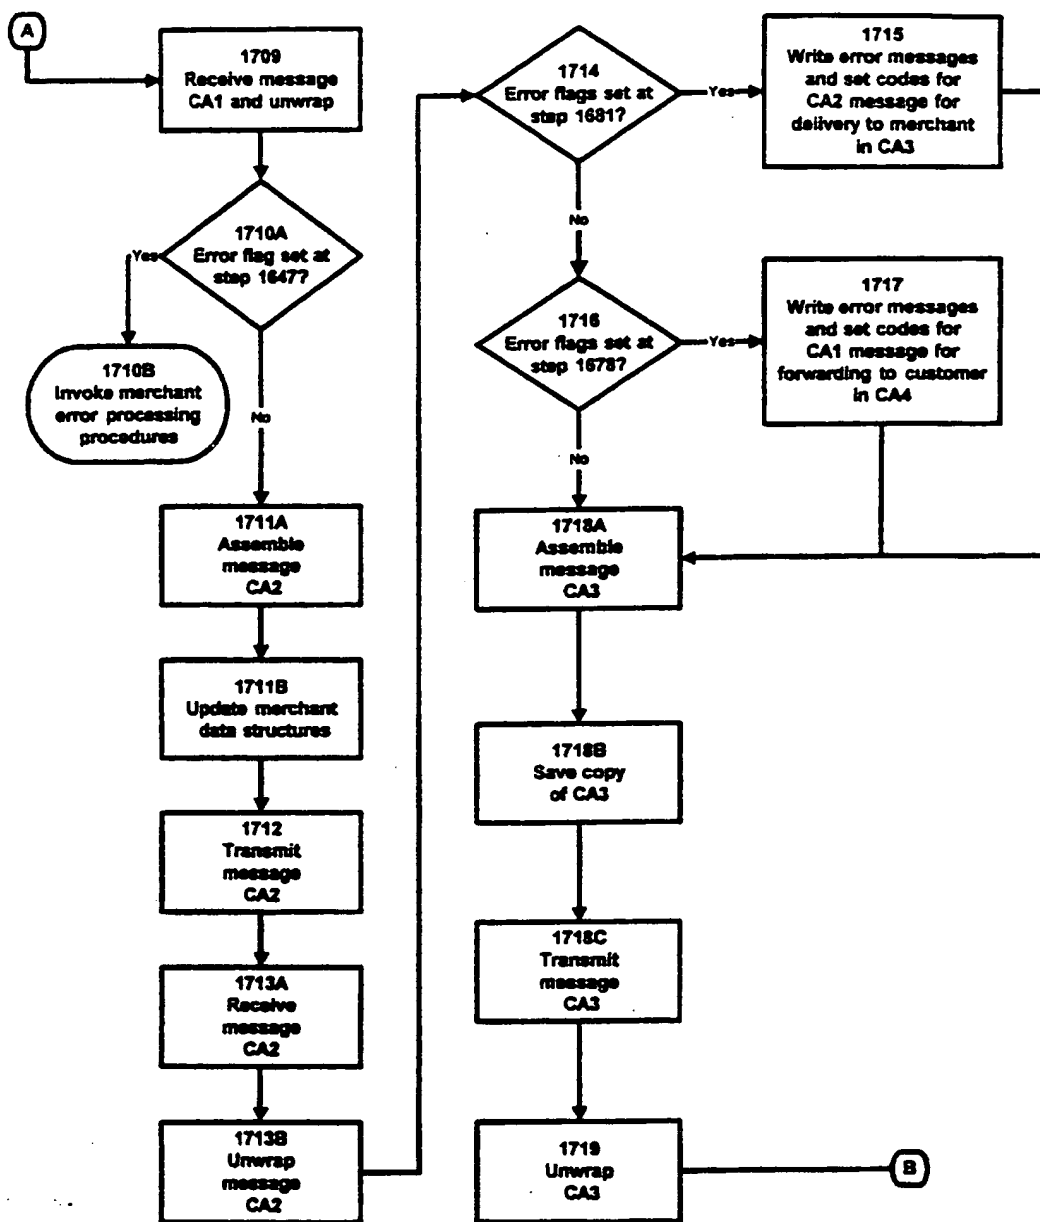 A
1709
Receive message
CA1 and unwrap
1710A
Error flag set at
step 1647?
Yes
1710B
Invoke merchant
error processing
procedures
No
1711A
Assemble
message
CA2
1711B
Update merchant
data structures
1712
Transmit
message
CA2
1713A
Receive
message
CA2
1713B
Unwrap
message
CA2
1714
Error flags set at
step 1681?
Yes
1715
Write error messages
and set codes for
CA2 message for
delivery to merchant
in CA3
No
1716
Error flags set at
step 1678?
Yes
1717
Write error messages
and set codes for
CA1 message for
forwarding to customer
in CA4
No
1718A
Assemble
message
CA3
1718B
Save copy
of CA3
1718C
Transmit
message
CA3
1719
Unwrap
CA3
B